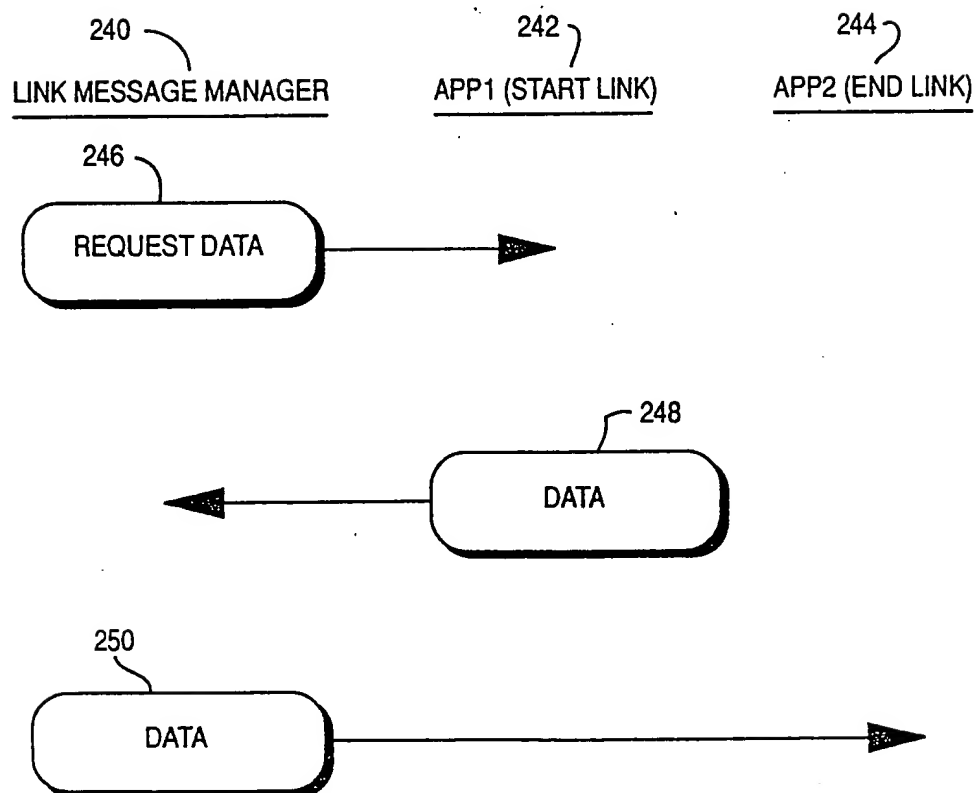 240 242 244
LINK MESSAGE MANAGER APP1 (START LINK) APP2 (END LINK)
246
REQUEST DATA
248
DATA
250
DATA